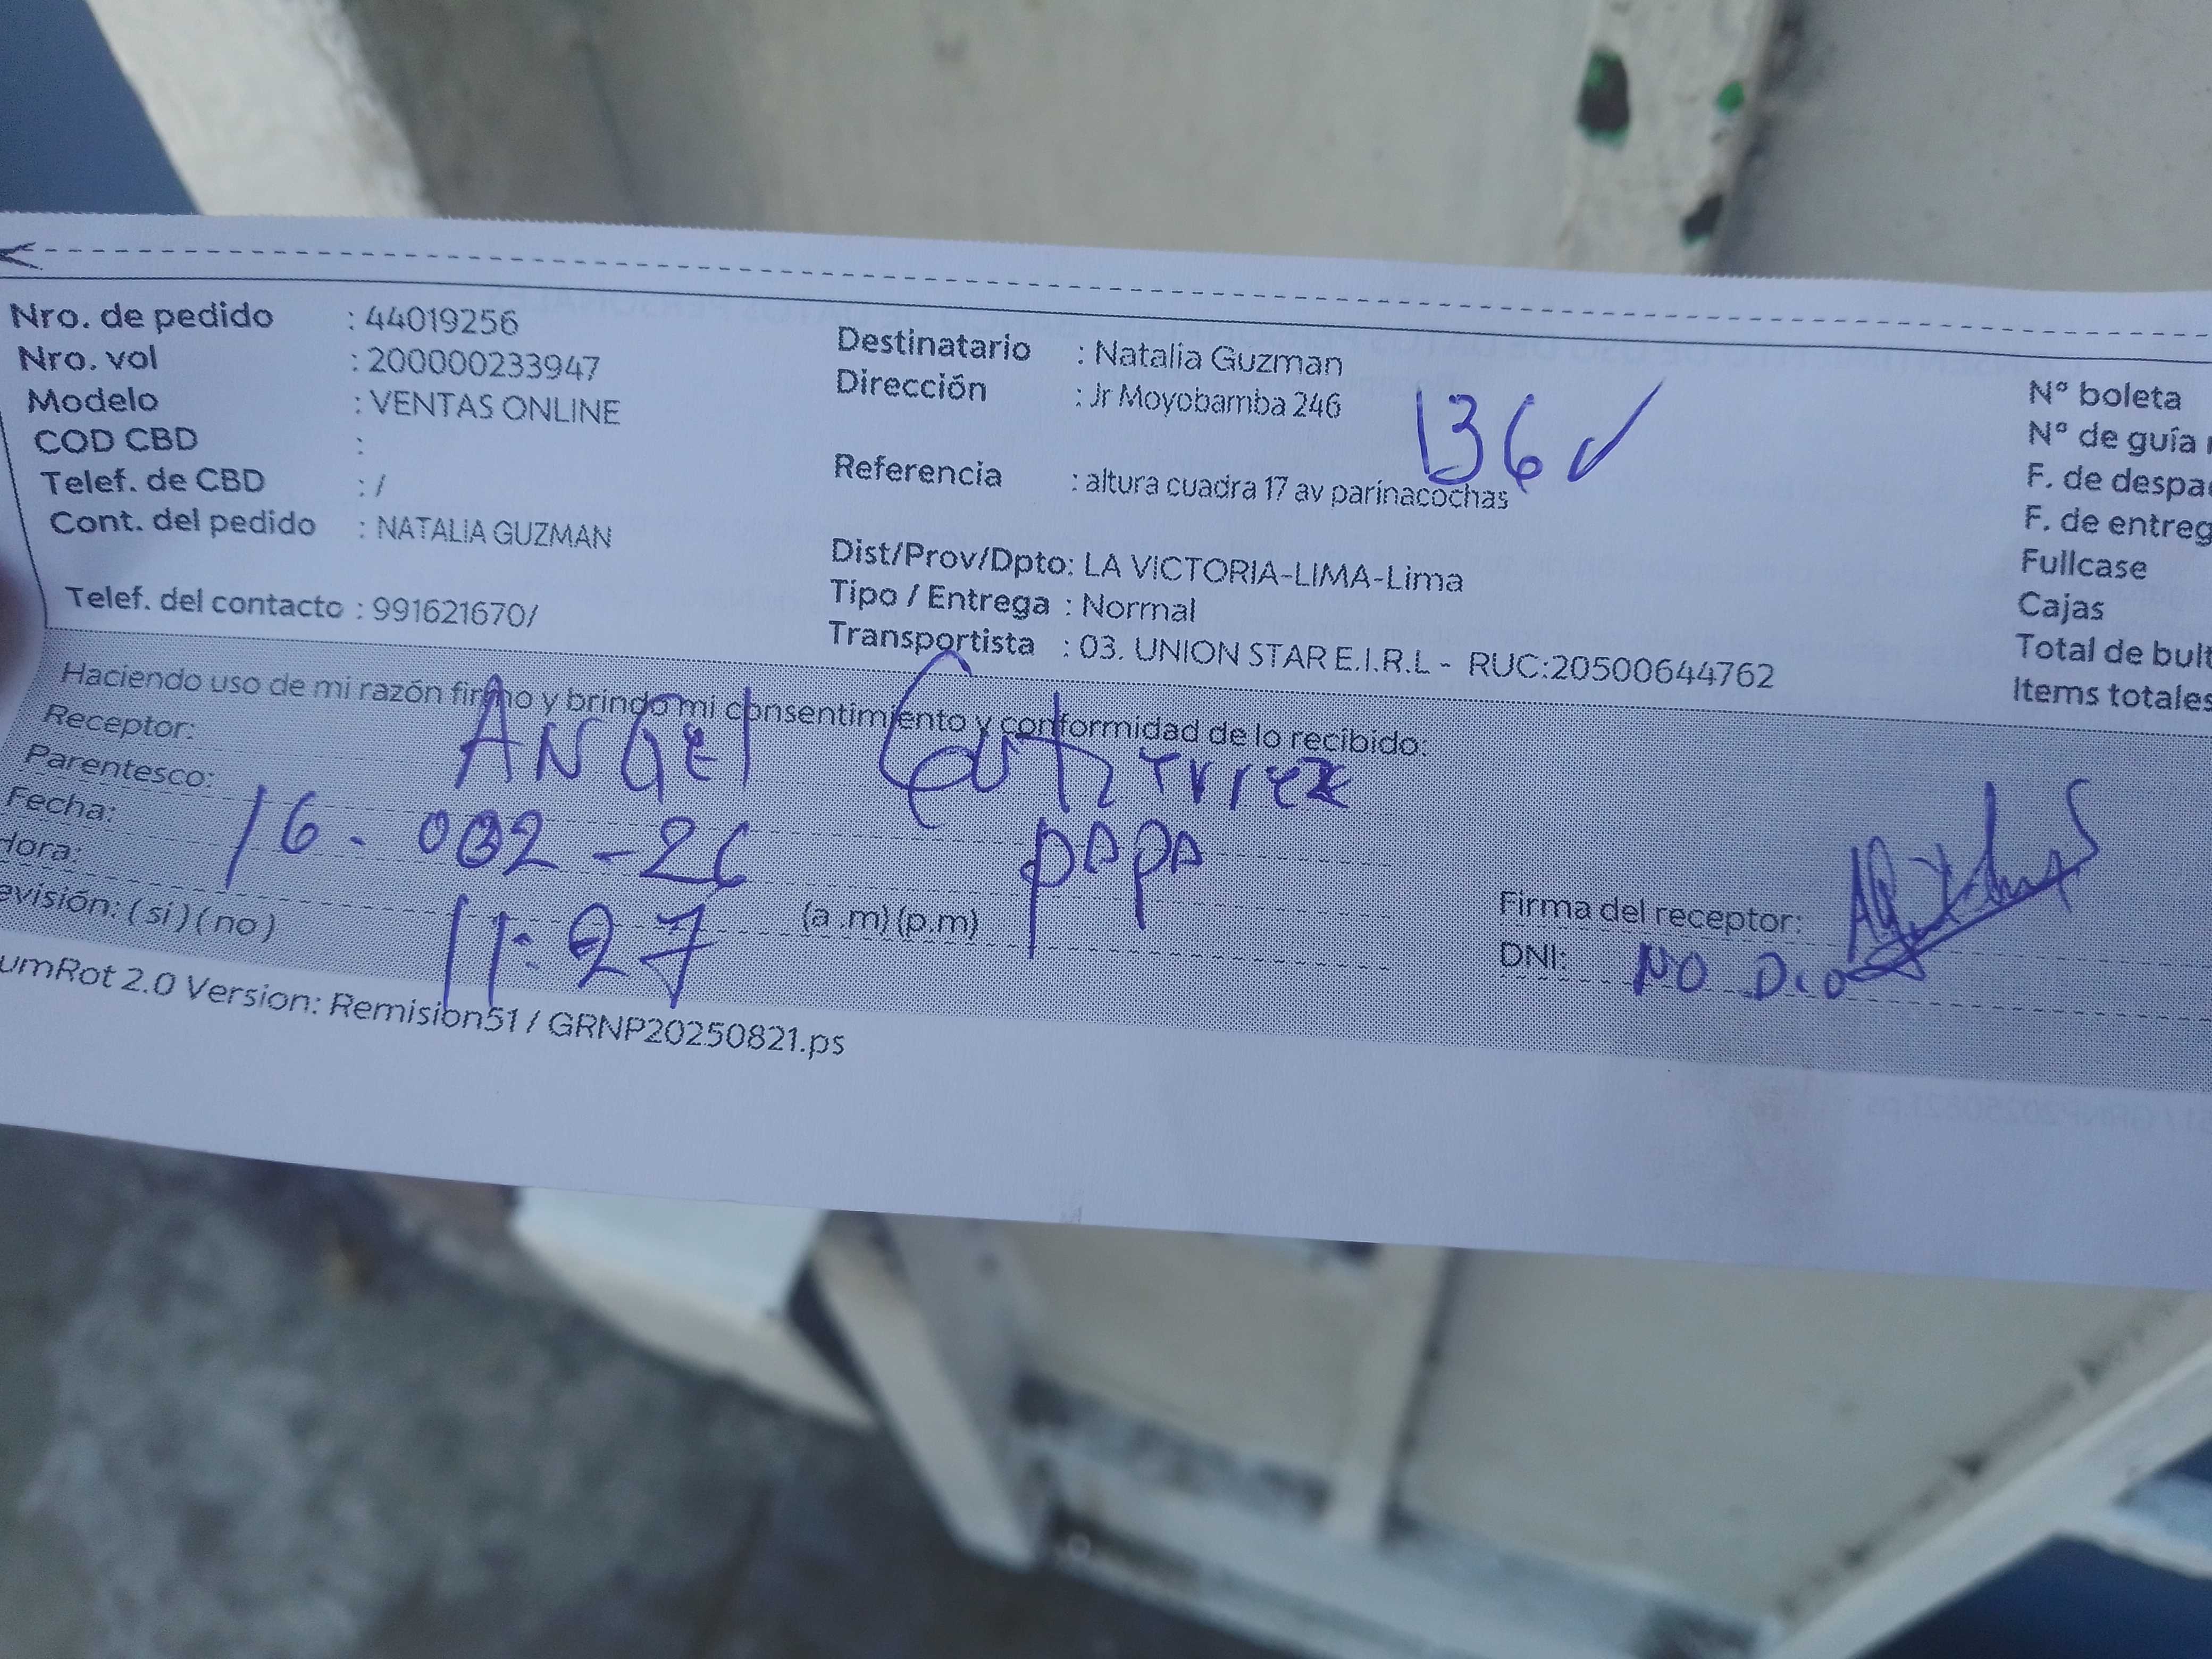 Nro. de pedido : 44019256
Nro. vol : 200000233947
Modelo : VENTAS ONLINE
COD CBD :
Telef. de CBD : /
Cont. del pedido : NATALIA GUZMAN
Telef. del contacto : 991621670/
Destinatario : Natalia Guzman
Dirección : Jr Moyobamba 246
136 ✓
Referencia : altura cuadra 17 av parinacochas
Dist/Prov/Dpto: LA VICTORIA-LIMA-Lima
Tipo / Entrega : Normal
Transportista : 03. UNION STAR E.I.R.L - RUC:20500644762
N° boleta
N° de guía
F. de despa
F. de entreg
Fullcase
Cajas
Total de bult
Items totales
Haciendo uso de mi razón firmo y brindo mi consentimiento y conformidad de lo recibido:
Receptor: ANGel
Parentesco: PAPA
Fecha: 16. 002-26
Hora: 11:27 (a.m) (p.m)
evisión: ( si ) ( no )
Firma del receptor:
DNI: NO Dio
umRot 2.0 Version: Remision51 / GRNP20250821.ps